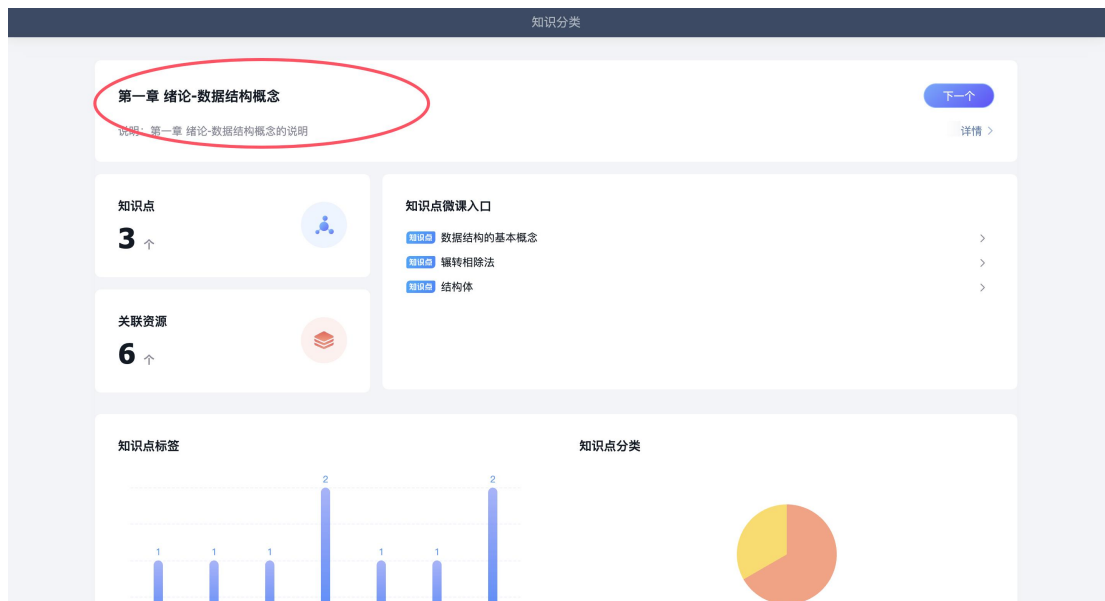 知识分类
第一章 绪论-数据结构概念
下一个
说明：第一章 绪论-数据结构概念的说明
详情
知识点
3 个
知识点微课入口
知识点 数据结构的基本概念
知识点 辗转相除法
知识点 结构体
关联资源
6 个
知识点标签
知识点分类
2
2
1
1
1
1
1